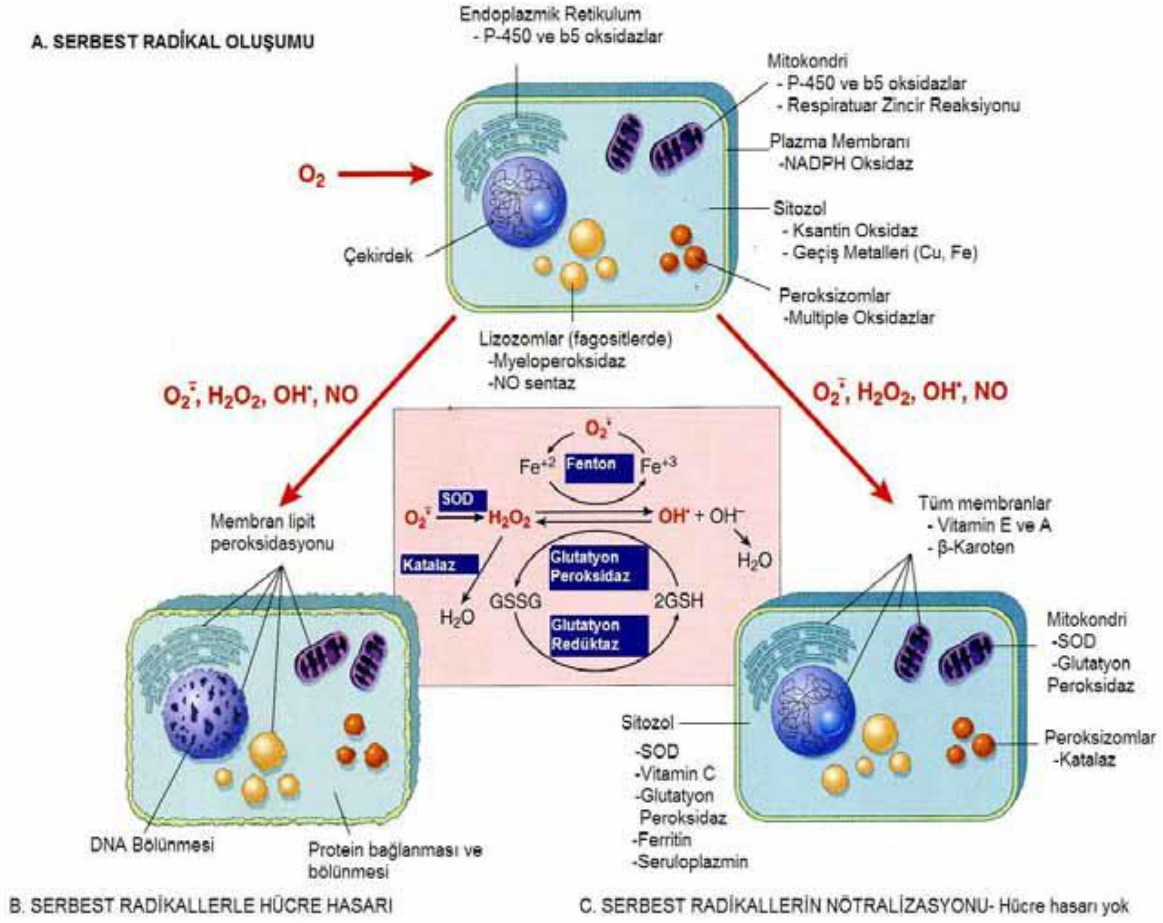 A. SERBEST RADİKAL OLUŞUMU
Endoplazmik Retikulum
- P-450 ve b5 oksidazlar
Mitokondri
- P-450 ve b5 oksidazlar
- Respiratuar Zincir Reaksiyonu
Plazma Membranı
-NADPH Oksidaz
O₂
Sitozol
- Ksantin Oksidaz
- Geçiş Metalleri (Cu, Fe)
Çekirdek
Peroksizomlar
-Multiple Oksidazlar
Lizozomlar (fagositlerde)
-Myeloperoksidaz
-NO sentaz
O₂⁻̇, H₂O₂, OH•, NO
O₂⁻̇, H₂O₂, OH•, NO
O₂⁻̇
Fe⁺² Fenton Fe⁺³
SOD
O₂⁻̇ H₂O₂ OH• + OH⁻
H₂O
Katalaz
Glutatyon
Peroksidaz
GSSG 2GSH
H₂O
Glutatyon
Redüktaz
Membran lipit
peroksidasyonu
DNA Bölünmesi
Protein bağlanması ve
bölünmesi
B. SERBEST RADIKALLERLE HÜCRE HASARI
Tüm membranlar
- Vitamin E ve A
- β-Karoten
Mitokondri
-SOD
-Glutatyon
Peroksidaz
Peroksizomlar
-Katalaz
Sitozol
-SOD
-Vitamin C
-Glutatyon
Peroksidaz
-Ferritin
-Seruloplazmin
C. SERBEST RADIKALLERİN NÖTRALİZASYONU- Hücre hasarı yok